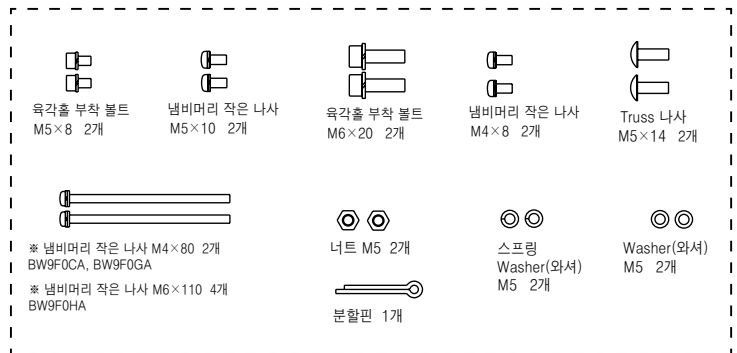 육각홀 부착 볼트
M5×8 2개
냄비머리 작은 나사
M5×10 2개
육각홀 부착 볼트
M6×20 2개
냄비머리 작은 나사
M4×8 2개
Truss 나사
M5×14 2개
※ 냄비머리 작은 나사 M4×80 2개
BW9F0CA, BW9F0GA
※ 냄비머리 작은 나사 M6×110 4개
BW9F0HA
너트 M5 2개
분할핀 1개
스프링
Washer(와셔)
M5 2개
Washer(와셔)
M5 2개